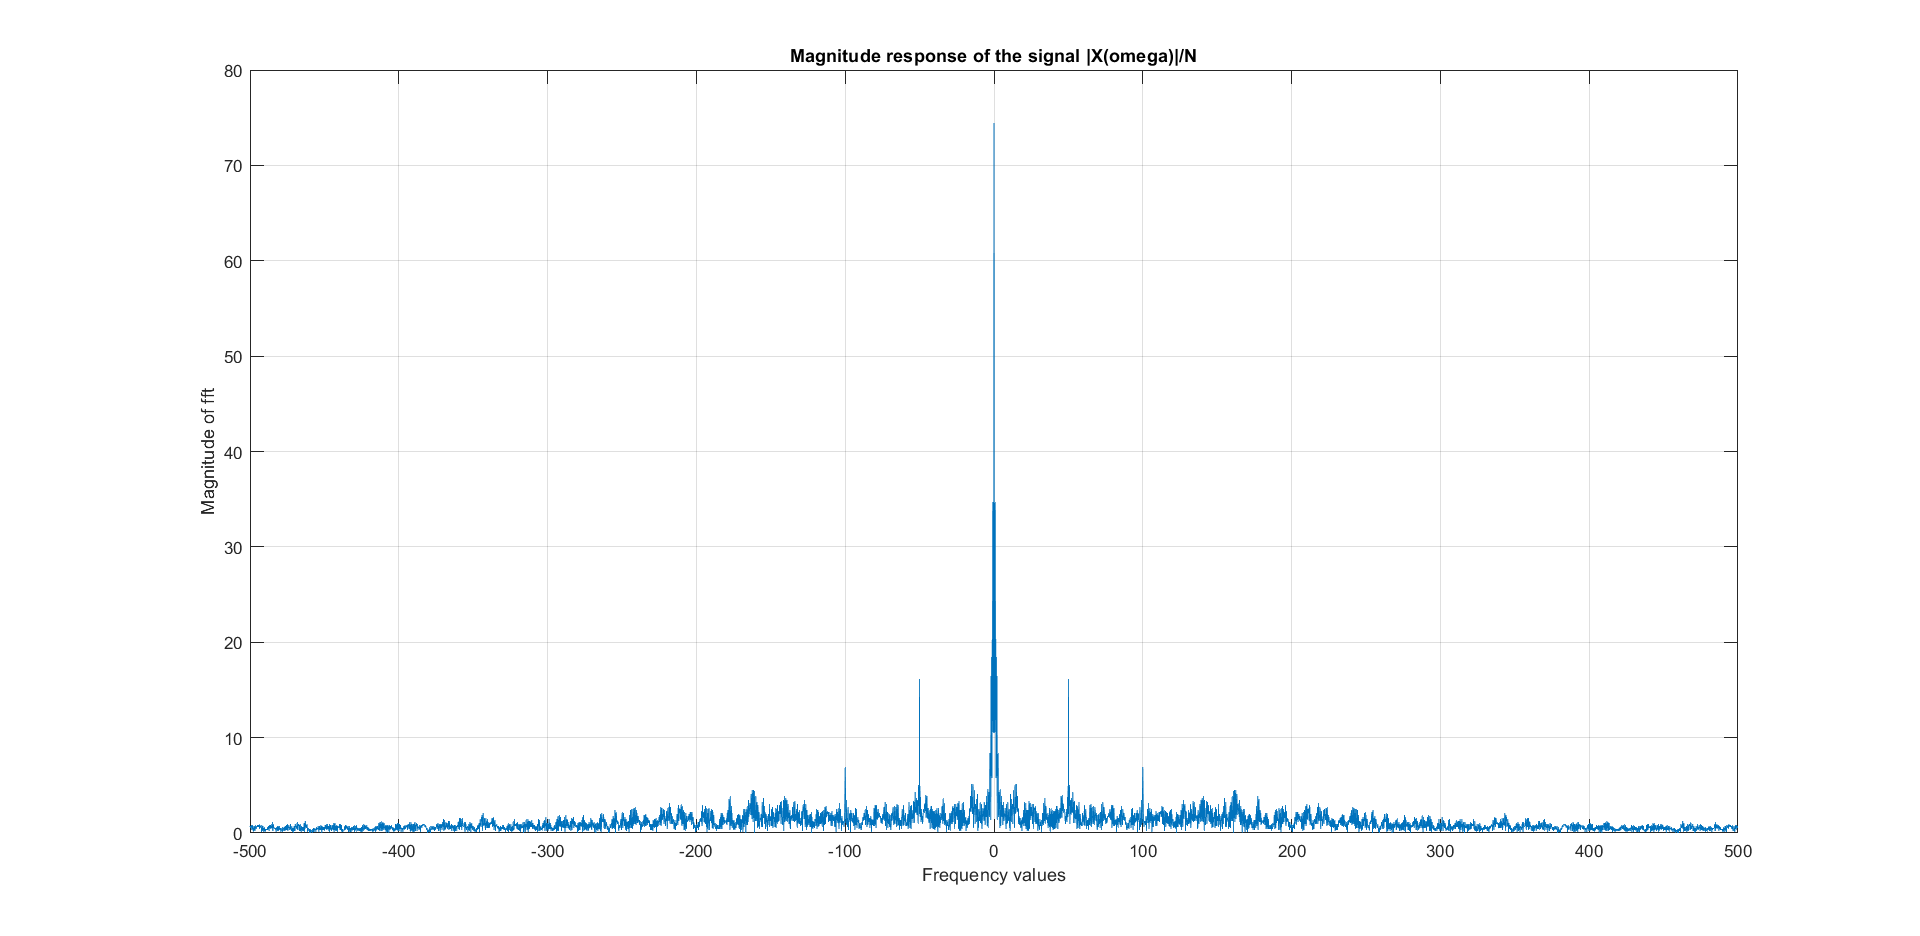 Magnitude response of the signal |X(omega)|/N
80
70
60
50
40
30
20
10
0
Magnitude of fft
-500 -400 -300 -200 -100 0 100 200 300 400 500
Frequency values